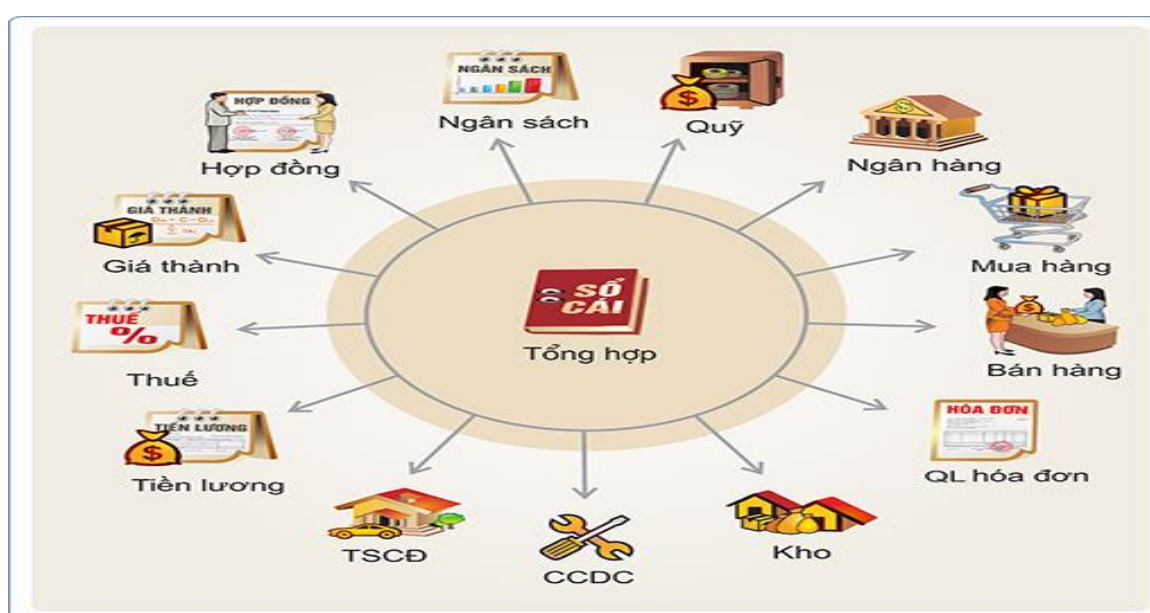 NGÂN SÁCH
Ngân sách
Quỹ
HỢP ĐỒNG
Hợp đồng
Ngân hàng
GIÁ THÀNH
Giá thành
Mua hàng
SỔ
CÁI
Tổng hợp
THUẾ
%
Thuế
Bán hàng
TIỀN LƯƠNG
Tiền lương
HÓA ĐƠN
QL hóa đơn
TSCĐ
CCDC
Kho